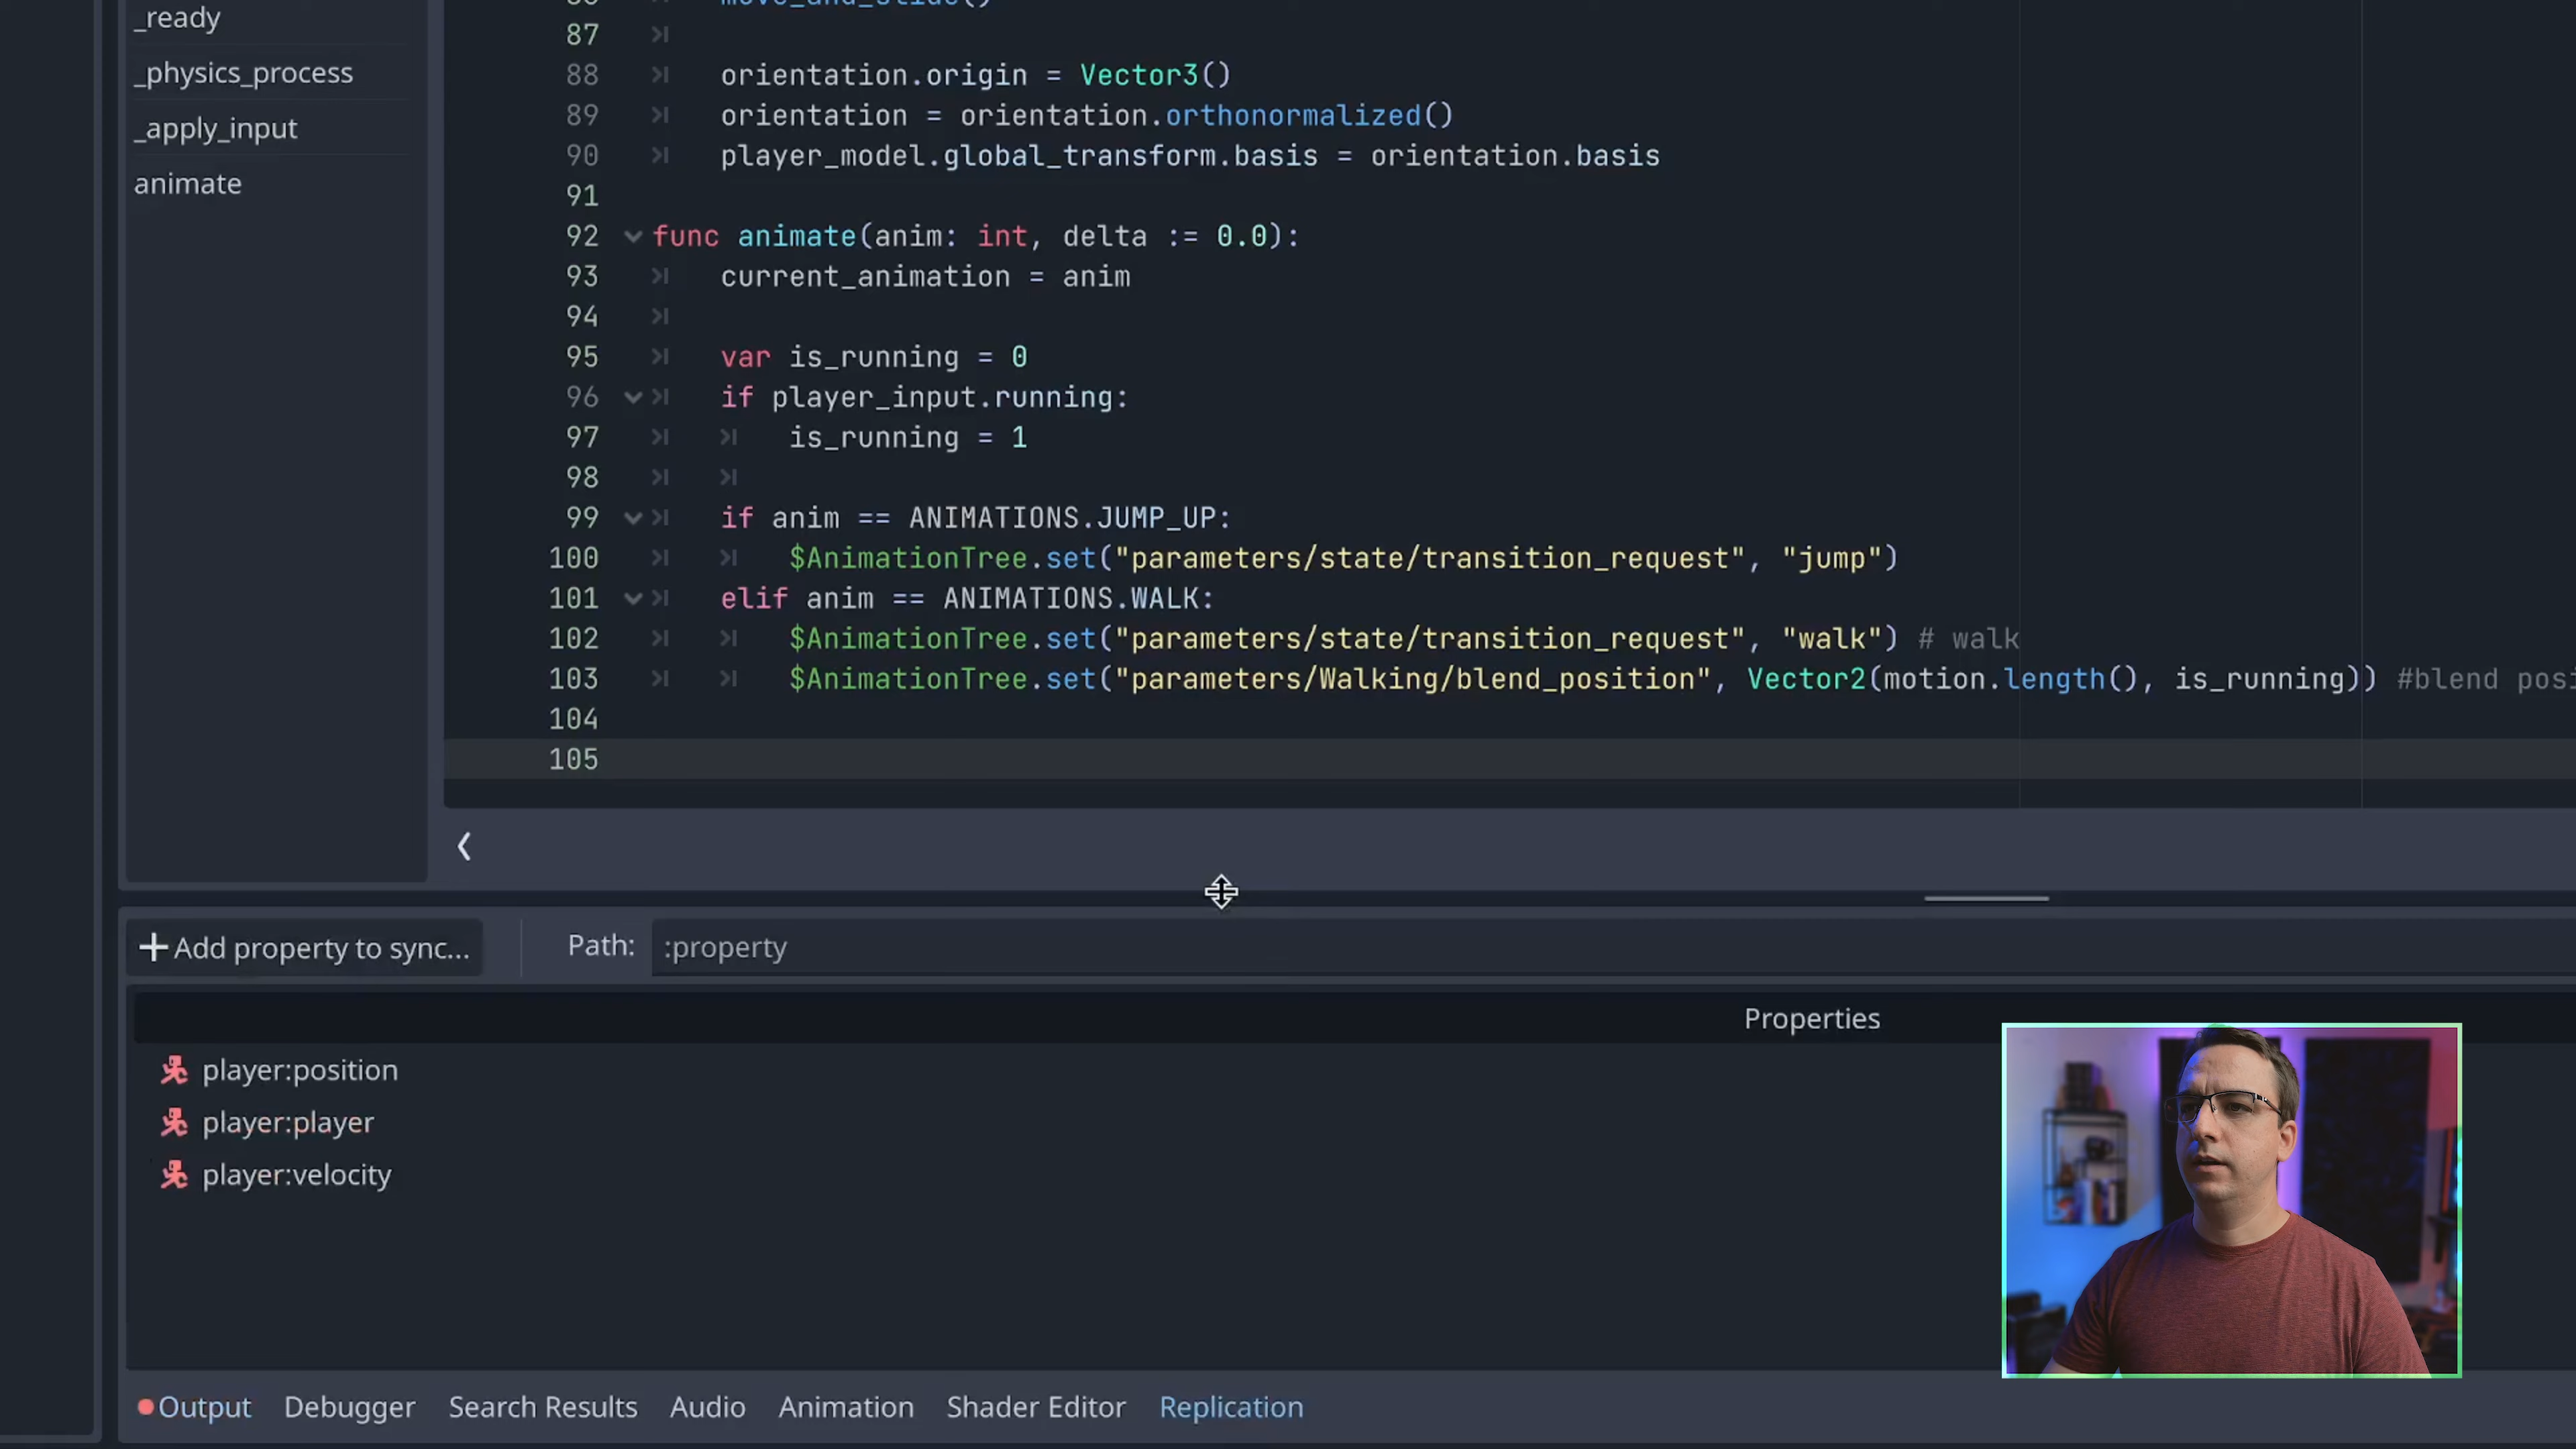 _ready
_physics_process
_apply_input
animate
87
88 orientation.origin = Vector3()
89 orientation = orientation.orthonormalized()
90 player_model.global_transform.basis = orientation.basis
91
92 func animate(anim: int, delta := 0.0):
93 current_animation = anim
94
95 var is_running = 0
96 if player_input.running:
97 is_running = 1
98
99 if anim == ANIMATIONS.JUMP_UP:
100 $AnimationTree.set("parameters/state/transition_request", "jump")
101 elif anim == ANIMATIONS.WALK:
102 $AnimationTree.set("parameters/state/transition_request", "walk") # walk
103 $AnimationTree.set("parameters/Walking/blend_position", Vector2(motion.length(), is_running)) #blend
104
105
Add property to sync...
Path: :property
Properties
player:position
player:player
player:velocity
Output Debugger Search Results Audio Animation Shader Editor Replication